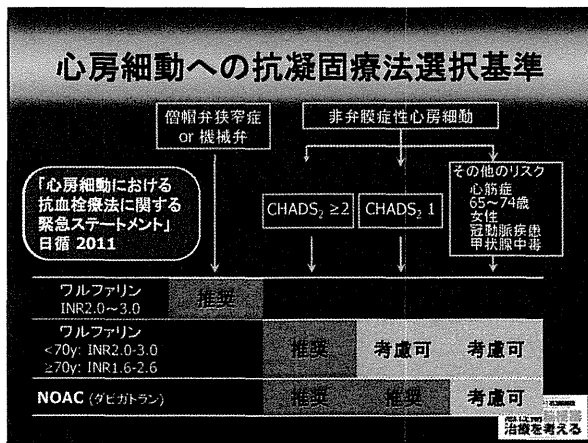 心房細動への抗凝固療法選択基準
僧帽弁狭窄症
or 機械弁
非弁膜症性心房細動
「心房細動における
抗血栓療法に関する
緊急ステートメント」
日循 2011
CHADS₂ ≥2
CHADS₂ 1
その他のリスク
心筋症
65～74歳
女性
冠動脈疾患
甲状腺中毒
ワルファリン
INR2.0～3.0
推奨
ワルファリン
<70y: INR2.0-3.0
≥70y: INR1.6-2.6
推奨 考慮可 考慮可
NOAC (ダビガトラン)
推奨 推奨 考慮可
治療を考える